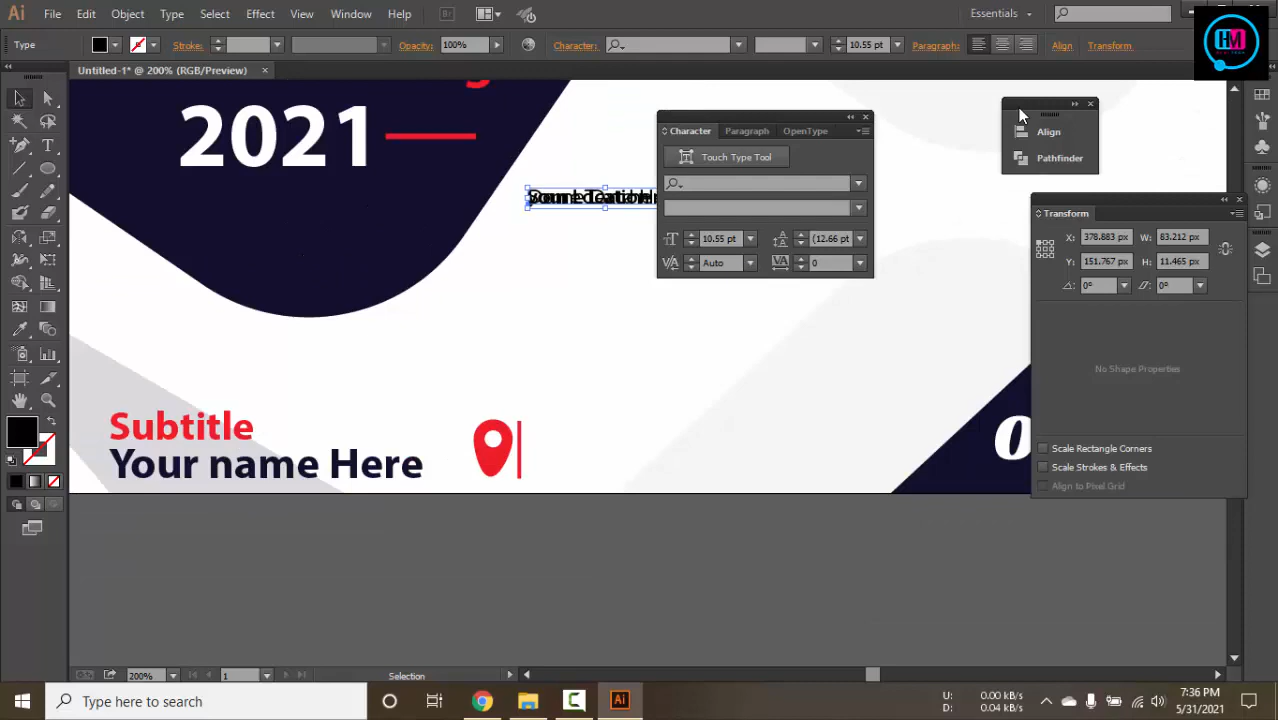 Ai File Edit Object Type Select Effect View Window Help Br Essentials
HM
Type Stroke: Opacity: 100% Character: 10.55 pt Paragraph: Align Transform
Untitled-1* @ 200% (RGB/Preview)
2021
Character Paragraph OpenType
Touch Type Tool
10.55 pt (12.66 pt
Auto 0
Align
Pathfinder
Transform
X: 378.883 px W: 83.212 px
Y: 151.767 px H: 11.465 px
0° 0°
No Shape Properties
Scale Rectangle Corners
Scale Strokes & Effects
Align to Pixel Grid
Subtitle
Your name Here
200% 1 Selection
Type here to search
Ai
U: 0.00 kB/s
D: 0.04 kB/s
7:36 PM
5/31/2021